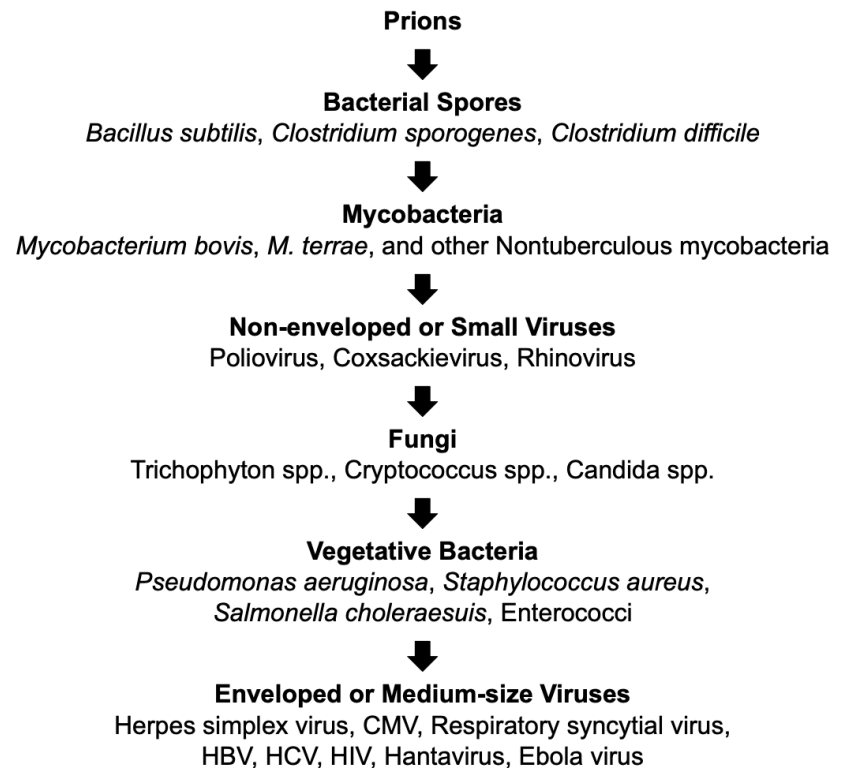 Prions
Bacterial Spores
Bacillus subtilis, Clostridium sporogenes, Clostridium difficile
Mycobacteria
Mycobacterium bovis, M. terrae, and other Nontuberculous mycobacteria
Non-enveloped or Small Viruses
Poliovirus, Coxsackievirus, Rhinovirus
Fungi
Trichophyton spp., Cryptococcus spp., Candida spp.
Vegetative Bacteria
Pseudomonas aeruginosa, Staphylococcus aureus,
Salmonella choleraesuis, Enterococci
Enveloped or Medium-size Viruses
Herpes simplex virus, CMV, Respiratory syncytial virus,
HBV, HCV, HIV, Hantavirus, Ebola virus